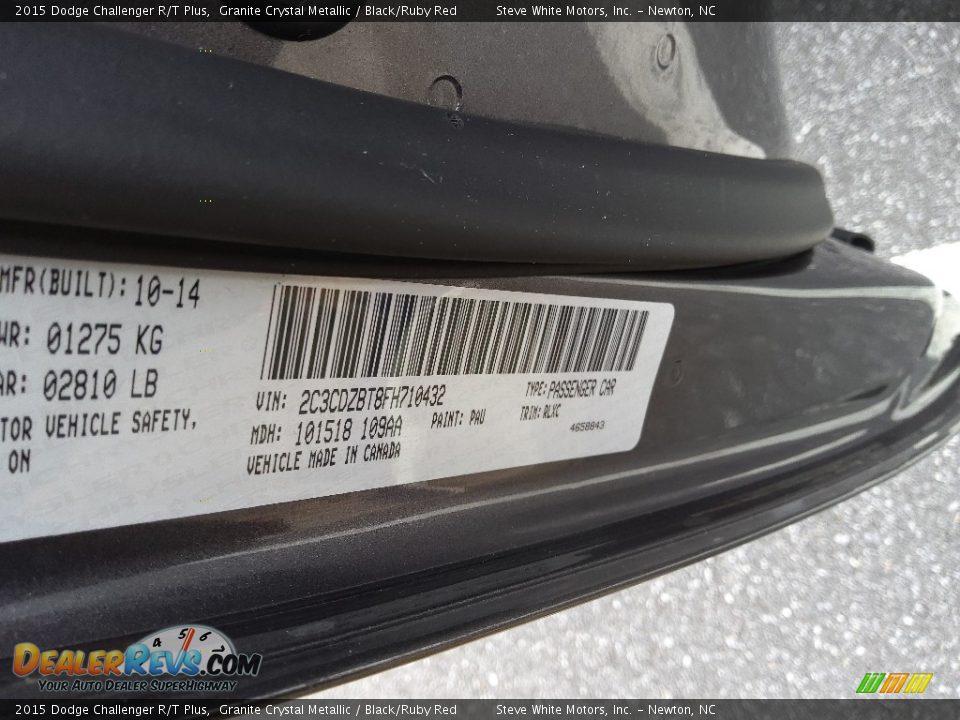 2015 Dodge Challenger R/T Plus,  Granite Crystal Metallic / Black/Ruby Red    Steve White Motors, Inc. – Newton, NC
MFR(BUILT): 10-14
WR: 01275 KG
AR: 02810 LB
TOR VEHICLE SAFETY,
ON
VIN: 2C3CDZBT8FH710432
TYPE: PASSENGER CAR
MDH: 101518 109AA
PAINT: PAU
TRIM: RLXC
VEHICLE MADE IN CANADA
4658843
4 5 6
DEALERREVS.COM
YOUR AUTO DEALER SUPERHIGHWAY
2015 Dodge Challenger R/T Plus,  Granite Crystal Metallic / Black/Ruby Red    Steve White Motors, Inc. – Newton, NC